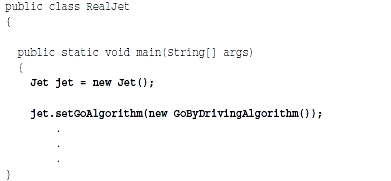 public class RealJet
{
public static void main(String[] args)
{
Jet jet = new Jet();
jet.setGoAlgorithm(new GoByDrivingAlgorithm());
.
.
.
}